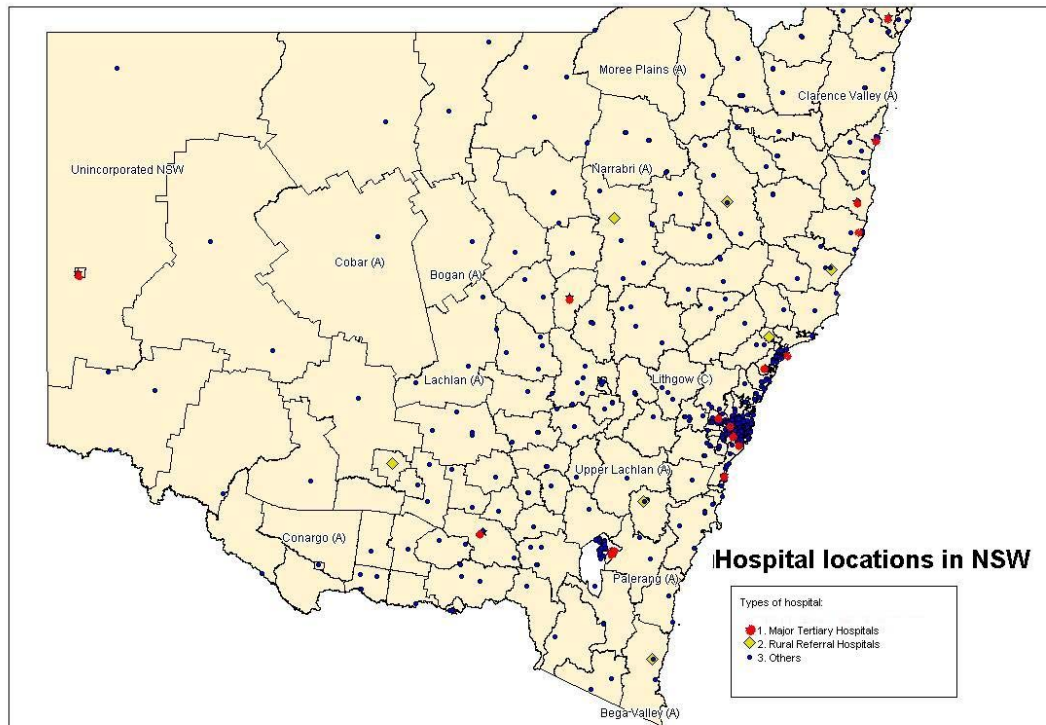 Moree Plains (A)
Clarence Valley (A)
Unincorporated NSW
Narrabri (A)
Cobar (A)
Bogan (A)
Lachlan (A)
Lithgow (C)
Upper Lachlan (A)
Conargo (A)
Hospital locations in NSW
Palerang (A)
Types of hospital:
1. Major Tertiary Hospitals
2. Rural Referral Hospitals
3. Others
Bega Valley (A)